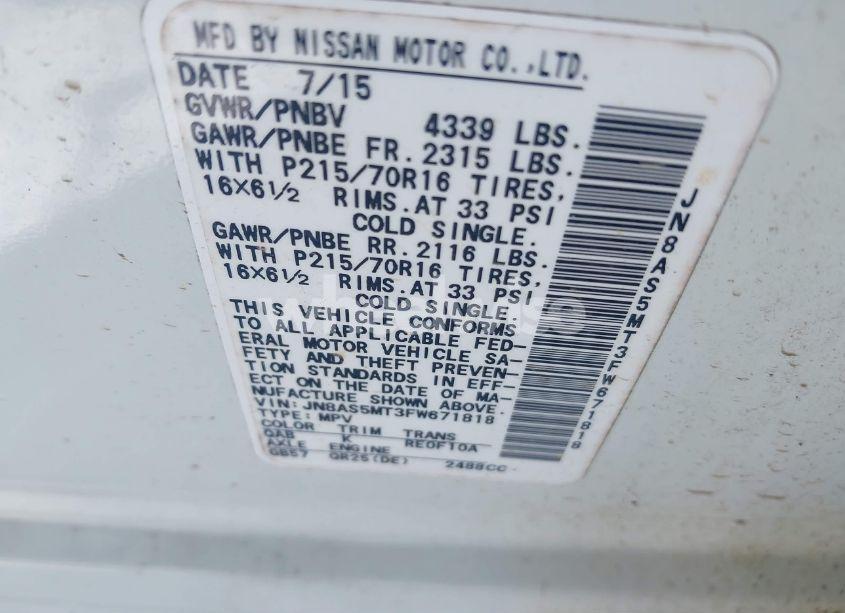 MFD BY NISSAN MOTOR CO.,LTD.
DATE 7/15
GVWR/PNBV 4339 LBS.
GAWR/PNBE FR.2315 LBS.
WITH P215/70R16 TIRES,
16×6½ RIMS.AT 33 PSI
COLD SINGLE.
GAWR/PNBE RR.2116 LBS.
WITH P215/70R16 TIRES,
16×6½ RIMS.AT 33 PSI
COLD SINGLE.
THIS VEHICLE CONFORMS
TO ALL APPLICABLE FED-
ERAL MOTOR VEHICLE SA-
FETY AND THEFT PREVEN-
TION STANDARDS IN EFF-
ECT ON THE DATE OF MA-
NUFACTURE SHOWN ABOVE.
VIN: JN8AS5MT3FW671818
TYPE: MPV
COLOR TRIM TRANS
QAB K RE0F10A
AXLE ENGINE
GB57 QR25(DE) 2488CC
JN8AS5MT3FW671818